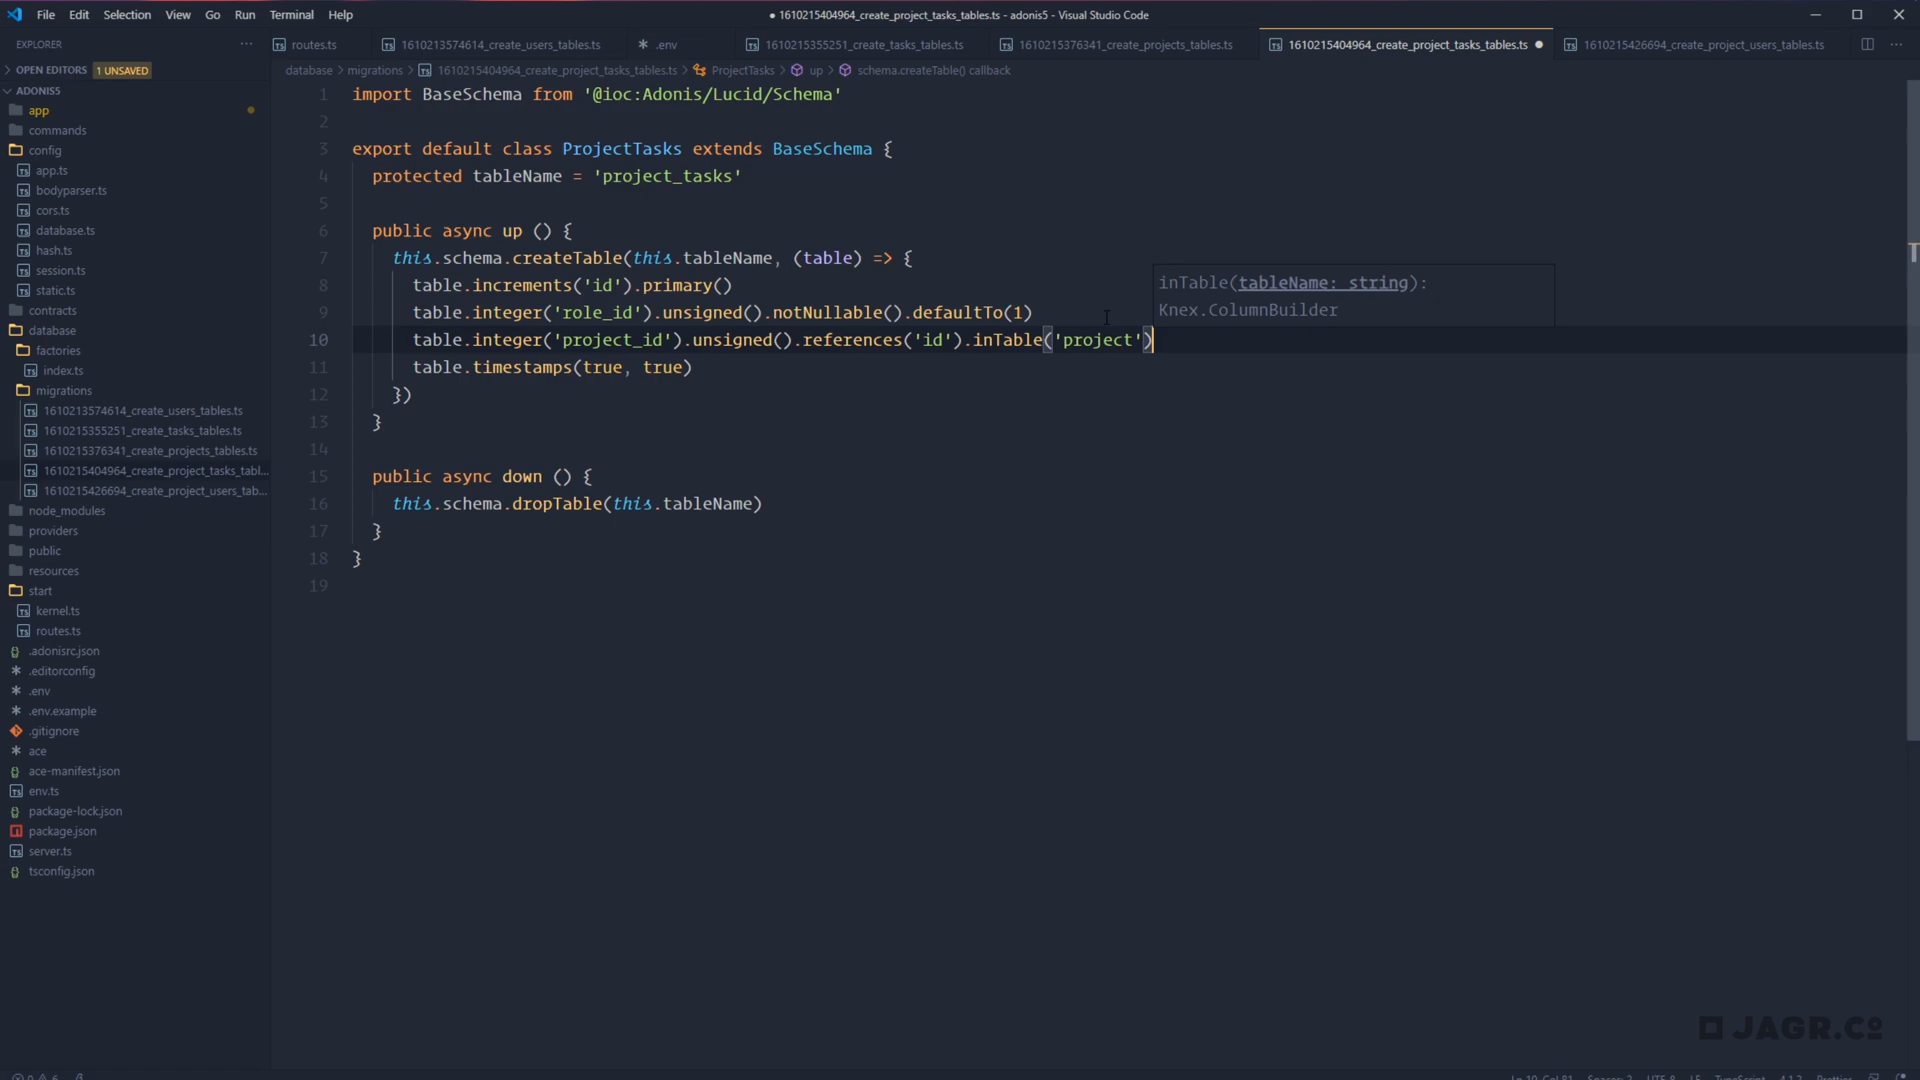 File Edit Selection View Go Run Terminal Help
● 1610215404964_create_project_tasks_tables.ts - adonis5 - Visual Studio Code
EXPLORER
routes.ts
1610213574614_create_users_tables.ts
.env
1610215355251_create_tasks_tables.ts
1610215376341_create_projects_tables.ts
1610215404964_create_project_tasks_tables.ts
1610215426694_create_project_users_tables.ts
OPEN EDITORS 1 UNSAVED
database > migrations > 1610215404964_create_project_tasks_tables.ts > ProjectTasks > up > schema.createTable() callback
ADONIS5
app
commands
config
app.ts
bodyparser.ts
cors.ts
database.ts
hash.ts
session.ts
static.ts
contracts
database
factories
index.ts
migrations
1610213574614_create_users_tables.ts
1610215355251_create_tasks_tables.ts
1610215376341_create_projects_tables.ts
1610215404964_create_project_tasks_tabl...
1610215426694_create_project_users_tab...
node_modules
providers
public
resources
start
kernel.ts
routes.ts
.adonisrc.json
.editorconfig
.env
.env.example
.gitignore
ace
ace-manifest.json
env.ts
package-lock.json
package.json
server.ts
tsconfig.json
1 import BaseSchema from '@ioc:Adonis/Lucid/Schema'
2
3 export default class ProjectTasks extends BaseSchema {
4 protected tableName = 'project_tasks'
5
6 public async up () {
7 this.schema.createTable(this.tableName, (table) => {
8 table.increments('id').primary()
9 table.integer('role_id').unsigned().notNullable().defaultTo(1)
10 table.integer('project_id').unsigned().references('id').inTable('project')
11 table.timestamps(true, true)
12 })
13 }
14
15 public async down () {
16 this.schema.dropTable(this.tableName)
17 }
18 }
19
inTable(tableName: string):
Knex.ColumnBuilder
JAGR.Co